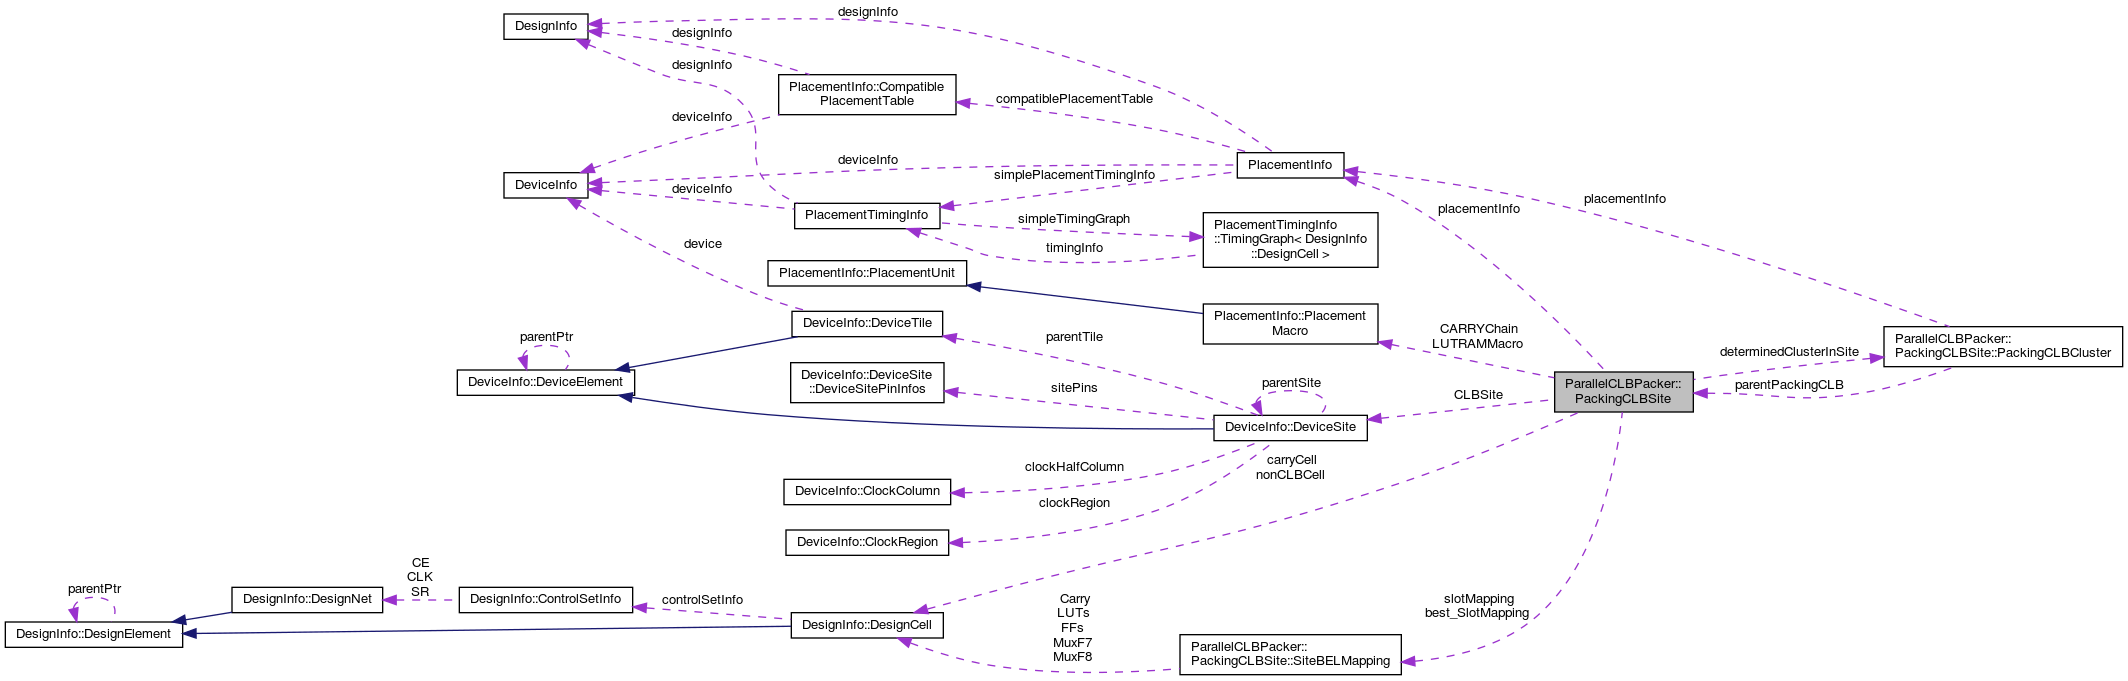 designInfo
DesignInfo
designInfo
designInfo
PlacementInfo::Compatible
PlacementTable
compatiblePlacementTable
deviceInfo
deviceInfo
PlacementInfo
simplePlacementTimingInfo
DeviceInfo
deviceInfo
placementInfo
placementInfo
PlacementTimingInfo
simpleTimingGraph
timingInfo
PlacementTimingInfo
::TimingGraph< DesignInfo
::DesignCell >
device
PlacementInfo::PlacementUnit
PlacementInfo::Placement
Macro
DeviceInfo::DeviceTile
parentPtr
parentTile
CARRYChain
LUTRAMMacro
ParallelCLBPacker::
PackingCLBSite::PackingCLBCluster
determinedClusterInSite
parentPackingCLB
DeviceInfo::DeviceElement
DeviceInfo::DeviceSite
::DeviceSitePinInfos
sitePins
parentSite
CLBSite
ParallelCLBPacker::
PackingCLBSite
DeviceInfo::DeviceSite
clockHalfColumn
carryCell
nonCLBCell
DeviceInfo::ClockColumn
clockRegion
DeviceInfo::ClockRegion
CE
CLK
SR
parentPtr
DesignInfo::DesignNet
DesignInfo::ControlSetInfo
controlSetInfo
DesignInfo::DesignElement
DesignInfo::DesignCell
Carry
LUTs
FFs
MuxF7
MuxF8
slotMapping
best_SlotMapping
ParallelCLBPacker::
PackingCLBSite::SiteBELMapping